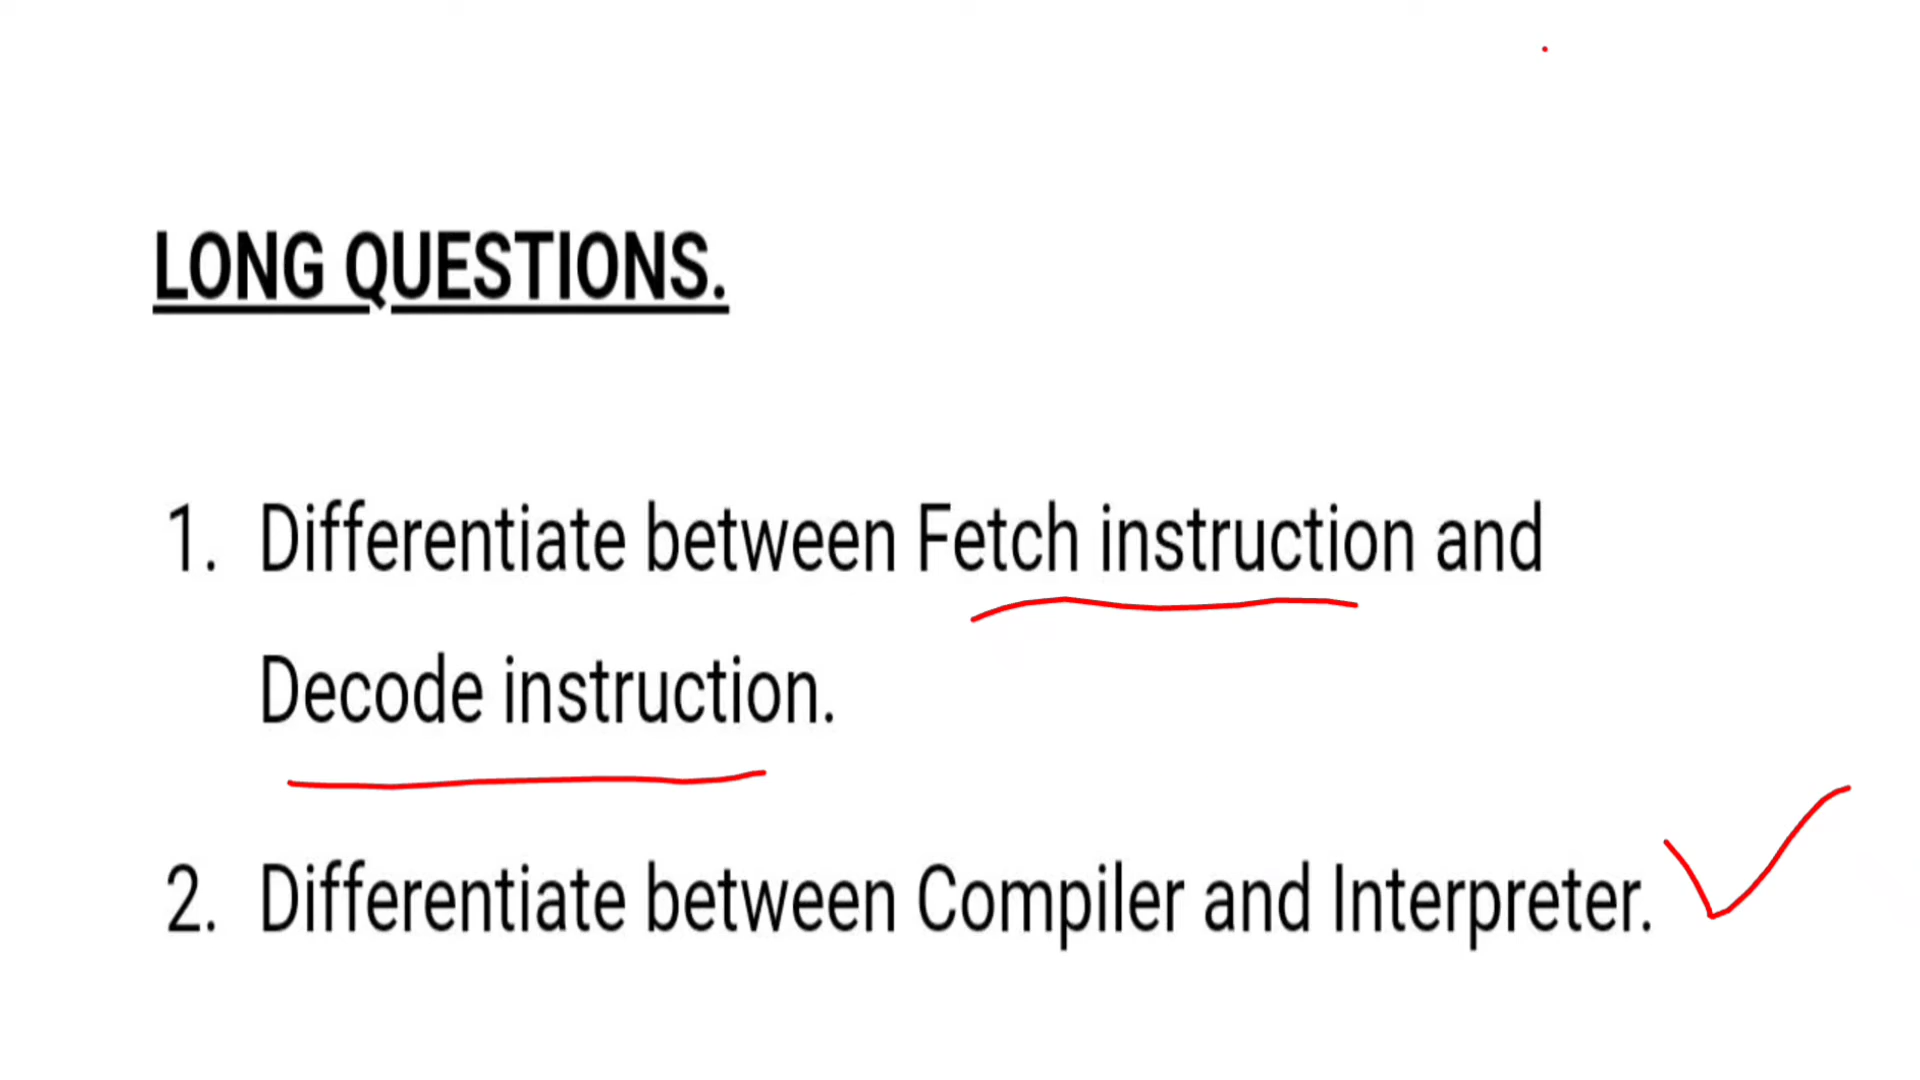 LONG QUESTIONS.
1. Differentiate between Fetch instruction and
Decode instruction.
2. Differentiate between Compiler and Interpreter.